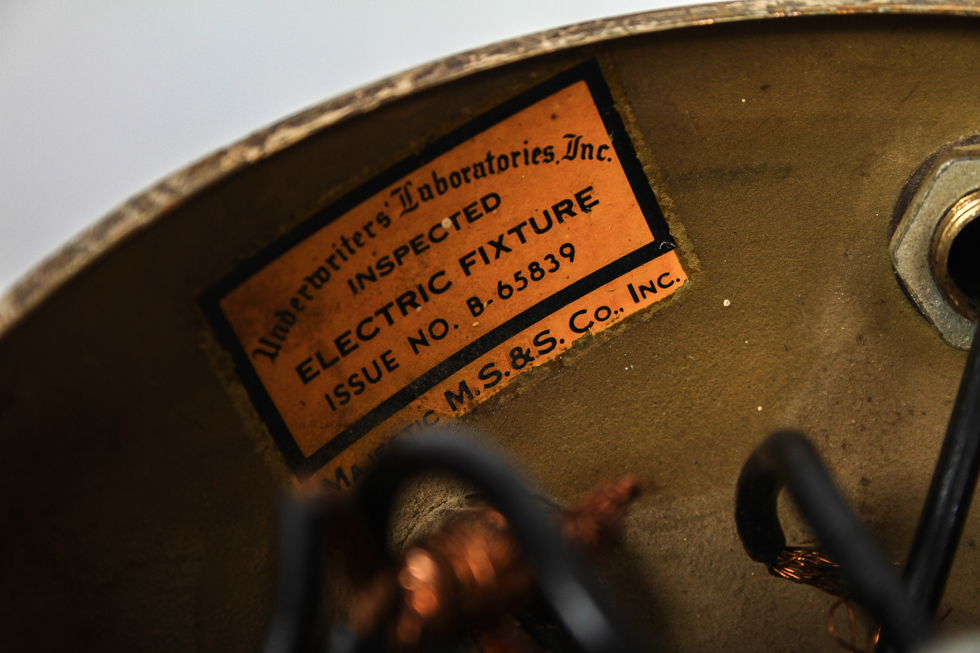 Underwriters' Laboratories, Inc.
INSPECTED
ELECTRIC FIXTURE
ISSUE NO. B-65839
M.S.&S. Co., Inc.